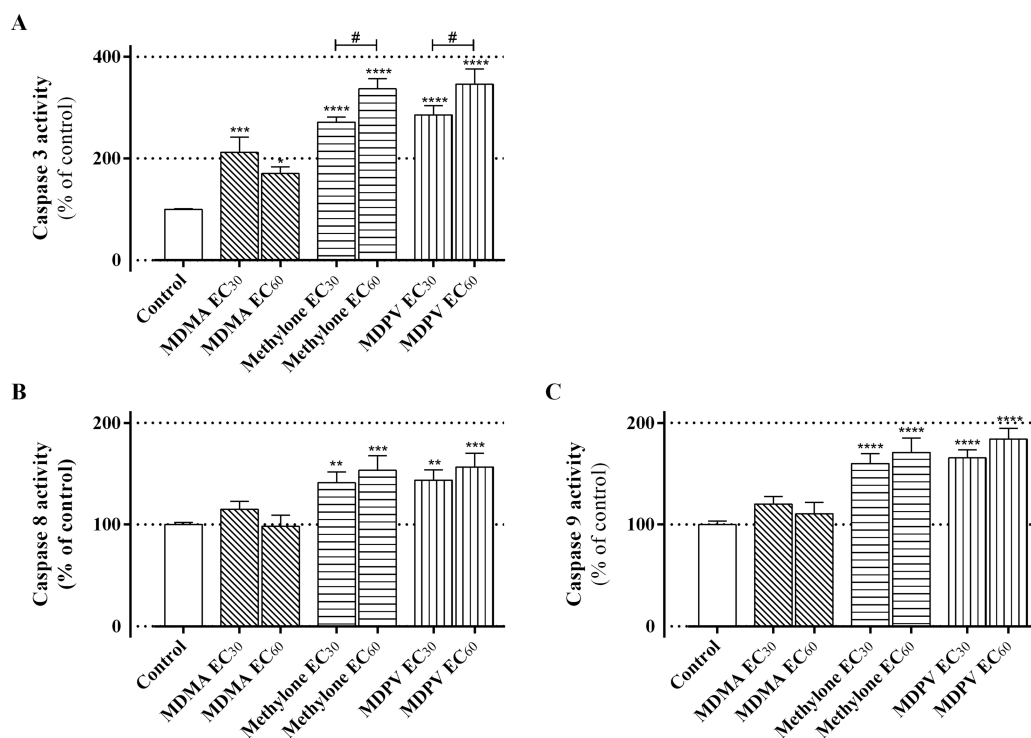 A
Caspase 3 activity
(% of control)
400
200
0
#
#
***
*
****
****
****
****
Control
MDMA EC30
MDMA EC60
Methylone EC30
Methylone EC60
MDPV EC30
MDPV EC60
B
Caspase 8 activity
(% of control)
200
100
0
**
***
**
***
Control
MDMA EC30
MDMA EC60
Methylone EC30
Methylone EC60
MDPV EC30
MDPV EC60
C
Caspase 9 activity
(% of control)
200
100
0
****
****
****
****
Control
MDMA EC30
MDMA EC60
Methylone EC30
Methylone EC60
MDPV EC30
MDPV EC60